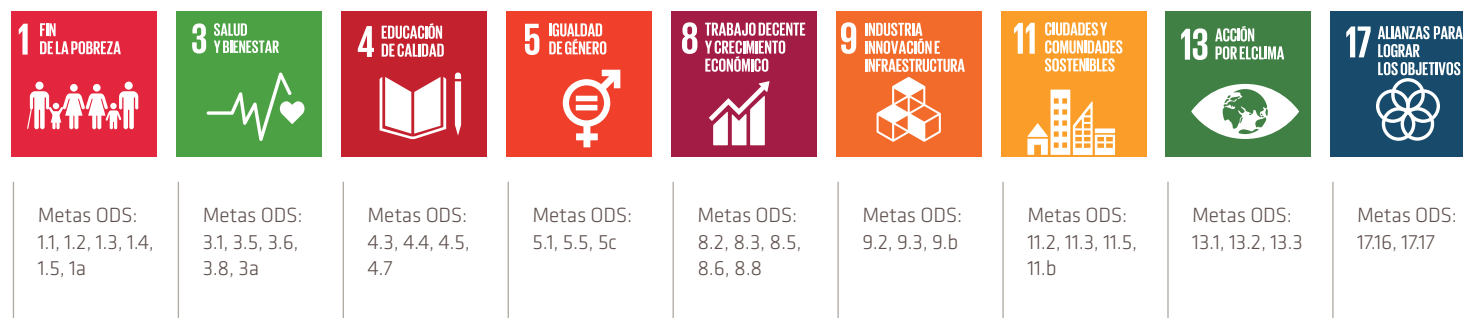 1 FIN
DE LA POBREZA
3 SALUD
Y BIENESTAR
4 EDUCACIÓN
DE CALIDAD
5 IGUALDAD
DE GÉNERO
8 TRABAJO DECENTE
Y CRECIMIENTO
ECONÓMICO
9 INDUSTRIA
INNOVACIÓN E
INFRAESTRUCTURA
11 CIUDADES Y
COMUNIDADES
SOSTENIBLES
13 ACCIÓN
POR ELCLIMA
17 ALIANZAS PARA
LOGRAR
LOS OBJETIVOS
Metas ODS:
1.1, 1.2, 1.3, 1.4,
1.5, 1a
Metas ODS:
3.1, 3.5, 3.6,
3.8, 3a
Metas ODS:
4.3, 4.4, 4.5,
4.7
Metas ODS:
5.1, 5.5, 5c
Metas ODS:
8.2, 8.3, 8.5,
8.6, 8.8
Metas ODS:
9.2, 9.3, 9.b
Metas ODS:
11.2, 11.3, 11.5,
11.b
Metas ODS:
13.1, 13.2, 13.3
Metas ODS:
17.16, 17.17